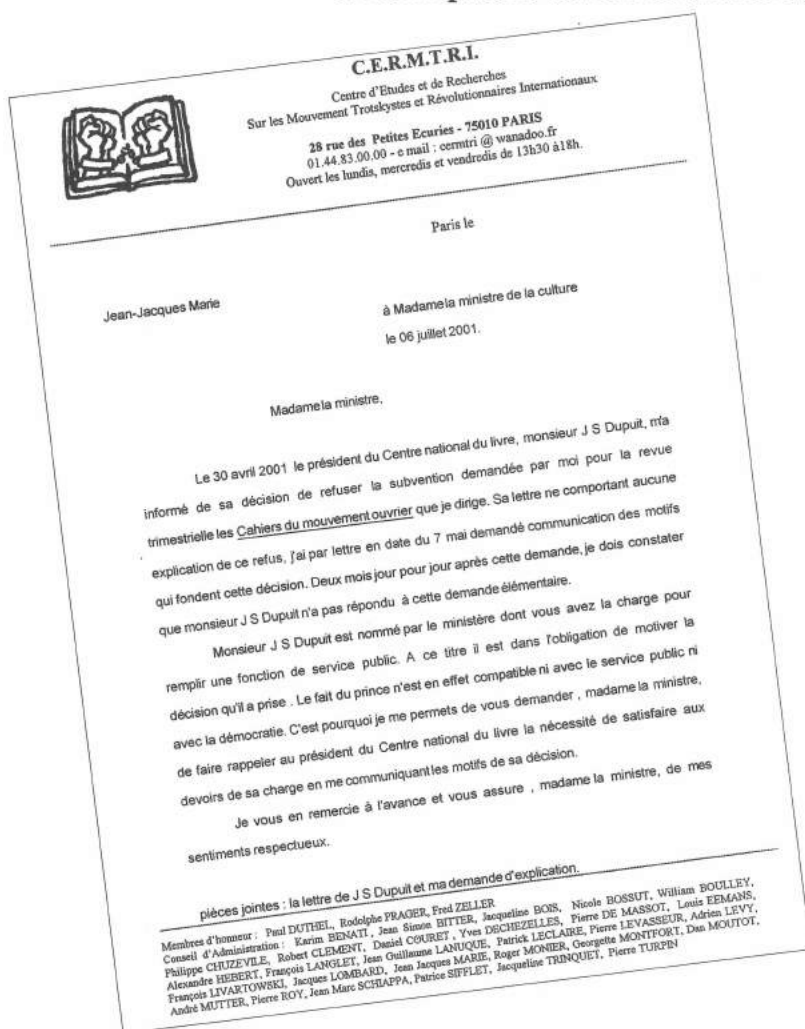 C.E.R.M.T.R.I.
Centre d'Etudes et de Recherches
Sur les Mouvement Trotskystes et Révolutionnaires Internationaux
28 rue des Petites Ecuries - 75010 PARIS
01.44.83.00.00 - e mail : cermtri @ wanadoo.fr
Ouvert les lundis, mercredis et vendredis de 13h30 à18h.
Paris le
Jean-Jacques Marie
à Madamela ministre de la culture
le 06 juillet 2001.
Madamela ministre,
Le 30 avril 2001 le président du Centre national du livre, monsieur J S Dupuit, m'a
informé de sa décision de refuser la subvention demandée par moi pour la revue
trimestrielle les Cahiers du mouvement ouvrier que je dirige. Sa lettre ne comportant aucune
explication de ce refus, j'ai par lettre en date du 7 mai demandé communication des motifs
qui fondent cette décision. Deux mois jour pour jour après cette demande, je dois constater
que monsieur J S Dupuit n'a pas répondu à cette demande élémentaire.
Monsieur J S Dupuit est nommé par le ministère dont vous avez la charge pour
remplir une fonction de service public. A ce titre il est dans l'obligation de motiver la
décision qu'il a prise . Le fait du prince n'est en effet compatible ni avec le service public ni
avec la démocratie. C'est pourquoi je me permets de vous demander , madame la ministre,
de faire rappeler au président du Centre national du livre la nécessité de satisfaire aux
devoirs de sa charge en me communiquant les motifs de sa décision.
Je vous en remercie à l'avance et vous assure , madame la ministre, de mes
sentiments respectueux.
pièces jointes : la lettre de J S Dupuit et ma demande d'explication.
Membres d'honneur : Paul DUTHEL, Rodolphe PRAGER, Fred ZELLER
Conseil d'Administration : Karim BENATI, Jean Simon BITTER, Jacqueline BOIS, Nicole BOSSUT, William BOULLEY,
Philippe CHUZEVILE, Robert CLEMENT, Daniel COURET , Yves DECHEZELLES, Pierre DE MASSOT, Louis EEMANS,
Alexandre HEBERT, François LANGLET, Jean Guillaume LANUQUE, Patrick LECLAIRE, Pierre LEVASSEUR, Adrien LEVY,
François LIVARTOWSKI, Jacques LOMBARD, Jean Jacques MARIE, Roger MONIER, Georgette MONTFORT, Dan MOUTOT,
André MUTTER, Pierre ROY, Jean Marc SCHIAPPA, Patrice SIFFLET, Jacqueline TRINQUET, Pierre TURPIN